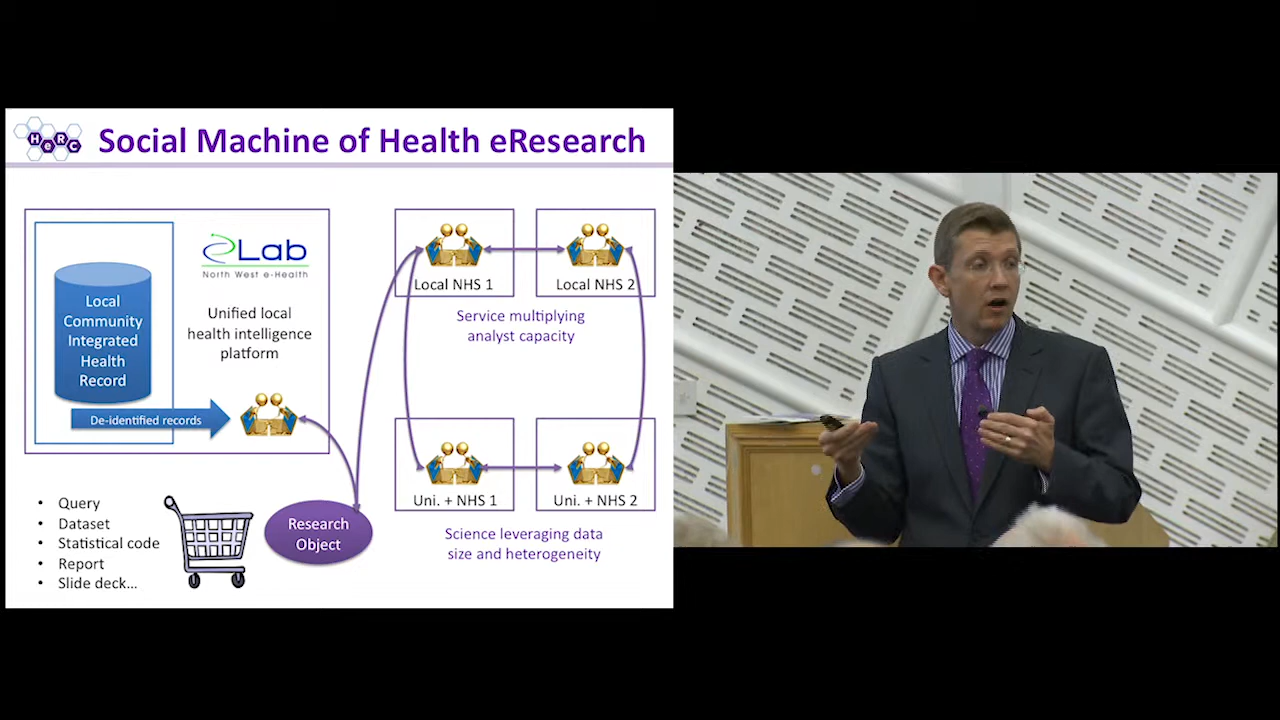 HeRC
Social Machine of Health eResearch
eLab
North West e-Health
Local
Community
Integrated
Health
Record
Unified local
health intelligence
platform
De-identified records
Local NHS 1
Local NHS 2
Service multiplying
analyst capacity
Uni. + NHS 1
Uni. + NHS 2
Science leveraging data
size and heterogeneity
• Query
• Dataset
• Statistical code
• Report
• Slide deck...
Research
Object